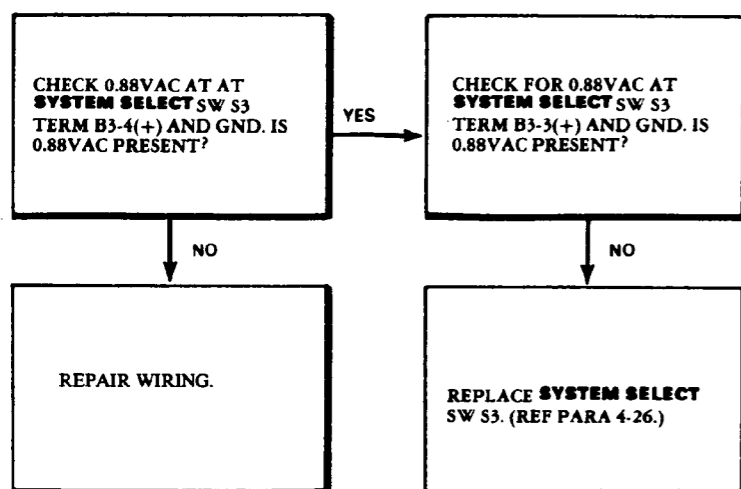 CHECK 0.88VAC AT AT
SYSTEM SELECT SW S3
TERM B3-4(+) AND GND. IS
0.88VAC PRESENT?
YES
CHECK FOR 0.88VAC AT
SYSTEM SELECT SW S3
TERM B3-3(+) AND GND. IS
0.88VAC PRESENT?
NO
NO
REPAIR WIRING.
REPLACE SYSTEM SELECT
SW S3. (REF PARA 4-26.)